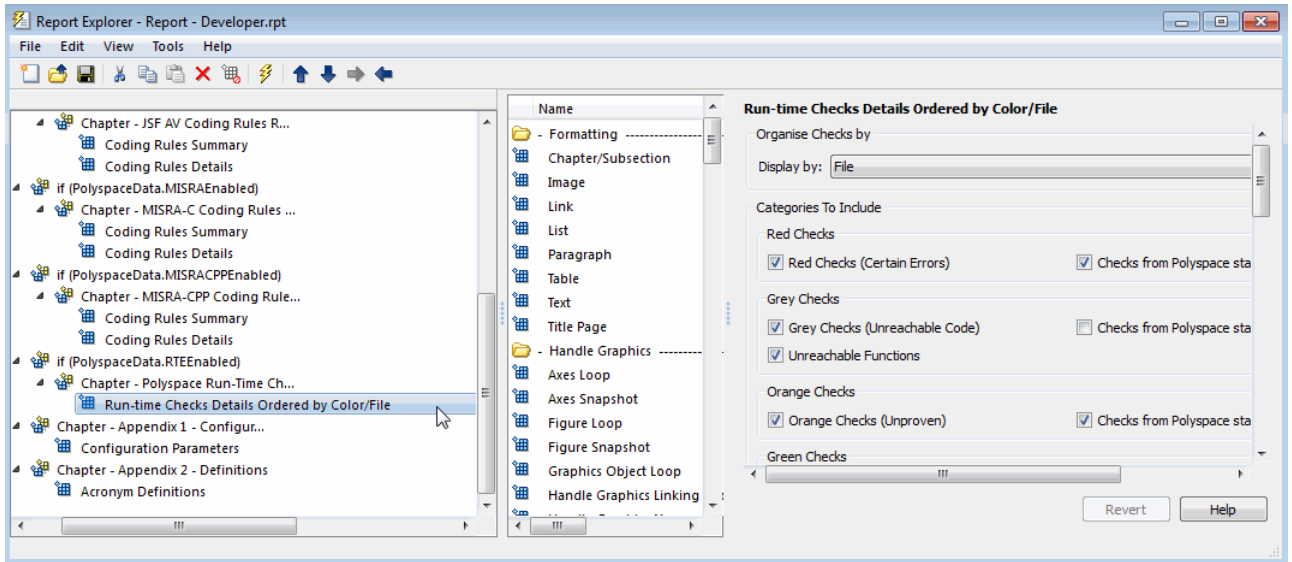 Report Explorer - Report - Developer.rpt
File Edit View Tools Help
Chapter - JSF AV Coding Rules R...
Coding Rules Summary
Coding Rules Details
if (PolyspaceData.MISRAEnabled)
Chapter - MISRA-C Coding Rules ...
Coding Rules Summary
Coding Rules Details
if (PolyspaceData.MISRACPPEnabled)
Chapter - MISRA-CPP Coding Rule...
Coding Rules Summary
Coding Rules Details
if (PolyspaceData.RTEEnabled)
Chapter - Polyspace Run-Time Ch...
Run-time Checks Details Ordered by Color/File
Chapter - Appendix 1 - Configur...
Configuration Parameters
Chapter - Appendix 2 - Definitions
Acronym Definitions
Name
- Formatting ----------------
Chapter/Subsection
Image
Link
List
Paragraph
Table
Text
Title Page
- Handle Graphics ---------
Axes Loop
Axes Snapshot
Figure Loop
Figure Snapshot
Graphics Object Loop
Handle Graphics Linking
Run-time Checks Details Ordered by Color/File
Organise Checks by
Display by: File
Categories To Include
Red Checks
Red Checks (Certain Errors) Checks from Polyspace sta
Grey Checks
Grey Checks (Unreachable Code) Checks from Polyspace sta
Unreachable Functions
Orange Checks
Orange Checks (Unproven) Checks from Polyspace sta
Green Checks
Revert Help